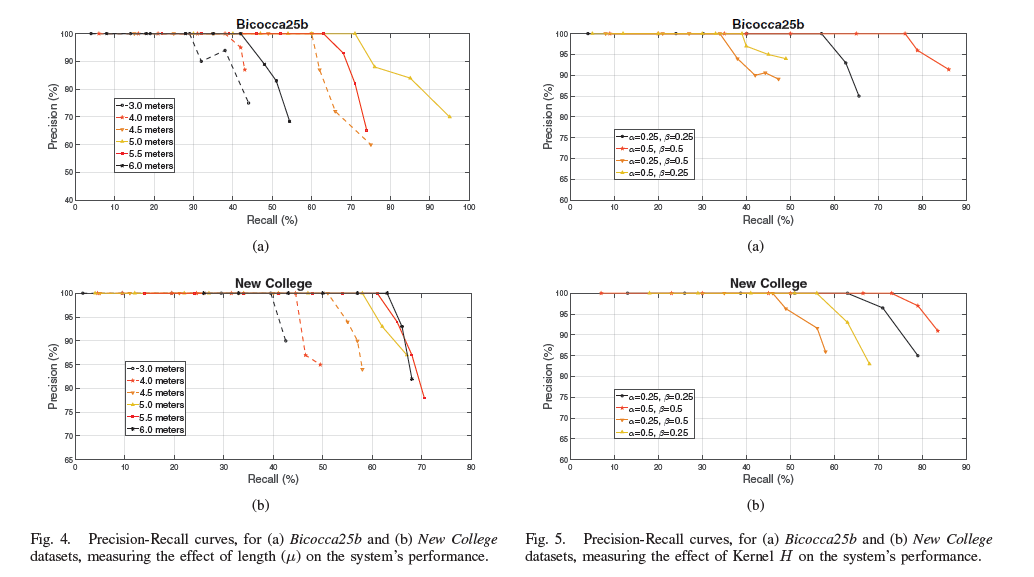 Bicocca25b
100
90
80
70
60
50
40
Precision (%)
3.0 meters
4.0 meters
4.5 meters
5.0 meters
5.5 meters
6.0 meters
0 10 20 30 40 50 60 70 80 90 100
Recall (%)
(a)
New College
100
95
90
85
80
75
70
65
Precision (%)
3.0 meters
4.0 meters
4.5 meters
5.0 meters
5.5 meters
6.0 meters
0 10 20 30 40 50 60 70 80
Recall (%)
(b)
Fig. 4. Precision-Recall curves, for (a) Bicocca25b and (b) New College
datasets, measuring the effect of length (μ) on the system's performance.
Bicocca25b
100
95
90
85
80
75
70
65
60
Precision (%)
α=0.25, β=0.25
α=0.5, β=0.5
α=0.25, β=0.5
α=0.5, β=0.25
0 10 20 30 40 50 60 70 80 90
Recall (%)
(a)
New College
100
95
90
85
80
75
70
65
60
Precision (%)
α=0.25, β=0.25
α=0.5, β=0.5
α=0.25, β=0.5
α=0.5, β=0.25
0 10 20 30 40 50 60 70 80 90
Recall (%)
(b)
Fig. 5. Precision-Recall curves, for (a) Bicocca25b and (b) New College
datasets, measuring the effect of Kernel H on the system's performance.